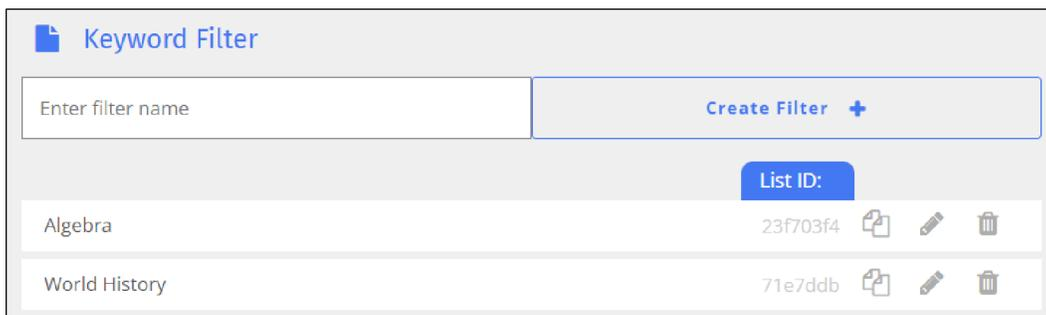 Keyword Filter
Enter filter name
Create Filter
List ID:
Algebra 23f703f4
World History 71e7ddb